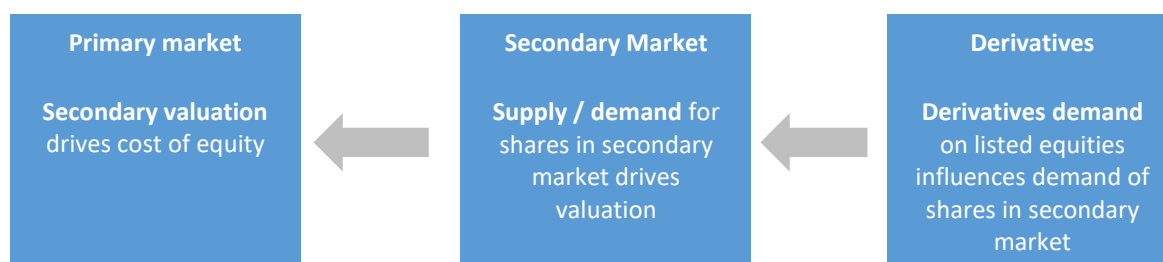 Primary market
Secondary valuation
drives cost of equity
Secondary Market
Supply / demand for
shares in secondary
market drives
valuation
Derivatives
Derivatives demand
on listed equities
influences demand of
shares in secondary
market